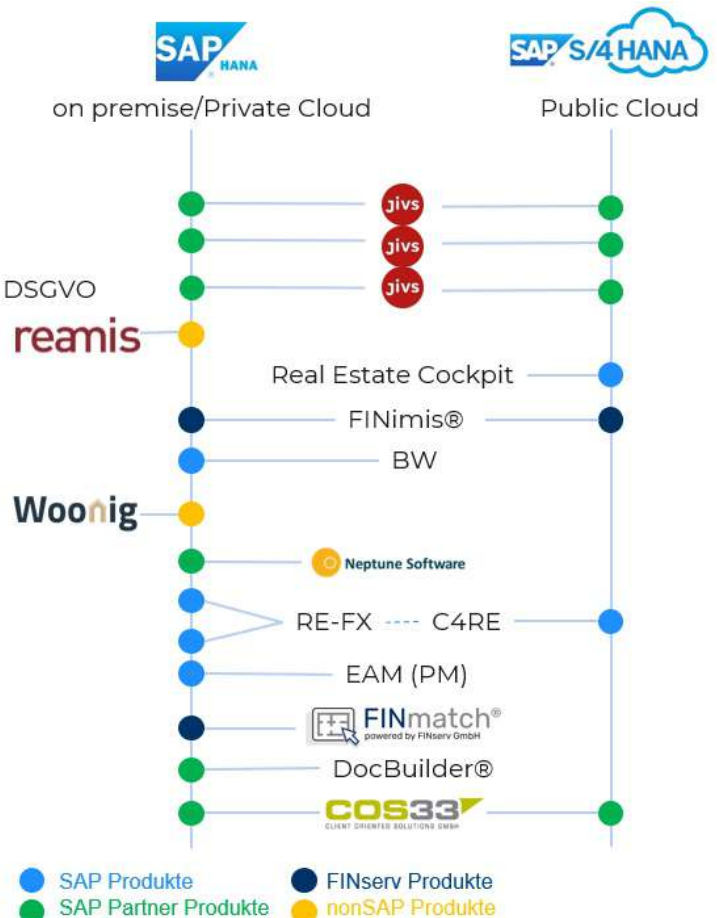 SAP HANA
SAP S/4 HANA
on premise/Private Cloud
Public Cloud
JIVS
JIVS
JIVS
DSGVO
reamis
Real Estate Cockpit
FINimis®
BW
Woonig
Neptune Software
RE-FX
C4RE
EAM (PM)
FINmatch®
powered by FINserv GmbH
DocBuilder®
COS33
CLIENT ORIENTED SOLUTIONS GMBH
SAP Produkte
FINserv Produkte
SAP Partner Produkte
nonSAP Produkte